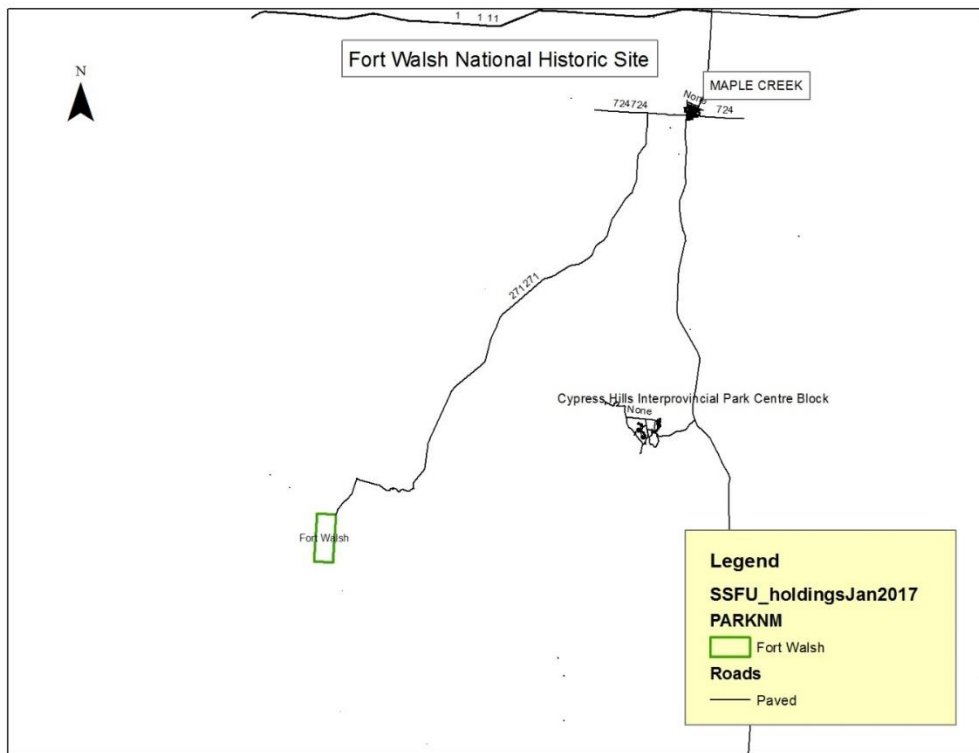 1 1 11
Fort Walsh National Historic Site
N
MAPLE CREEK
None
724724
724
271271
Cypress Hills Interprovincial Park Centre Block
None
Fort Walsh
Legend
SSFU_holdingsJan2017
PARKNM
Fort Walsh
Roads
Paved